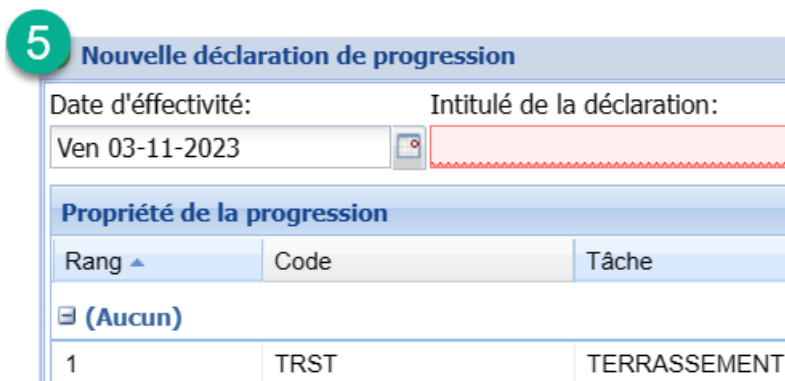 5
Nouvelle déclaration de progression
Date d'éffectivité: Intitulé de la déclaration:
Ven 03-11-2023
Propriété de la progression
Rang Code Tâche
(Aucun)
1 TRST TERRASSEMENT